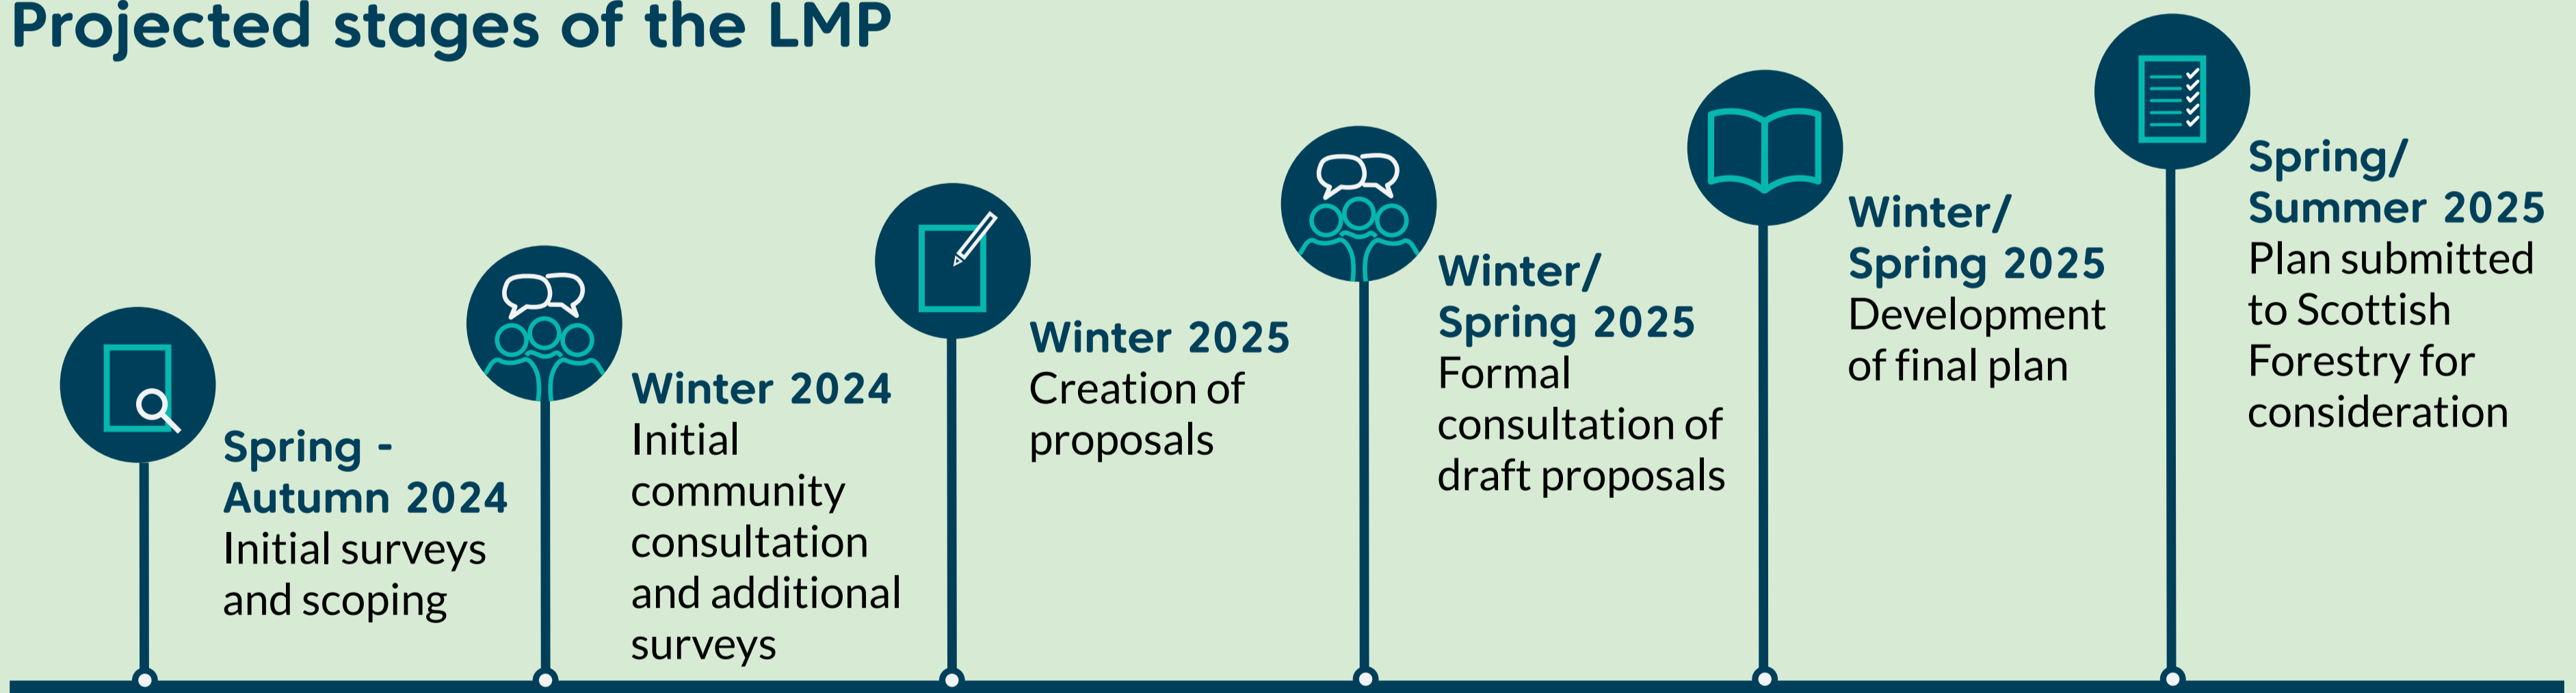 Projected stages of the LMP
Spring -
Autumn 2024
Initial surveys
and scoping
Winter 2024
Initial
community
consultation
and additional
surveys
Winter 2025
Creation of
proposals
Winter/
Spring 2025
Formal
consultation of
draft proposals
Winter/
Spring 2025
Development
of final plan
Spring/
Summer 2025
Plan submitted
to Scottish
Forestry for
consideration